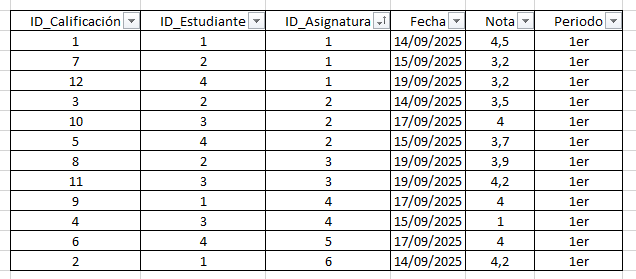 ID_Calificación ID_Estudiante ID_Asignatura Fecha Nota Periodo
1 1 1 14/09/2025 4,5 1er
7 2 1 15/09/2025 3,2 1er
12 4 1 19/09/2025 3,2 1er
3 2 2 14/09/2025 3,5 1er
10 3 2 17/09/2025 4 1er
5 4 2 15/09/2025 3,7 1er
8 2 3 19/09/2025 3,9 1er
11 3 3 19/09/2025 4,2 1er
9 1 4 17/09/2025 4 1er
4 3 4 15/09/2025 1 1er
6 4 5 17/09/2025 4 1er
2 1 6 14/09/2025 4,2 1er